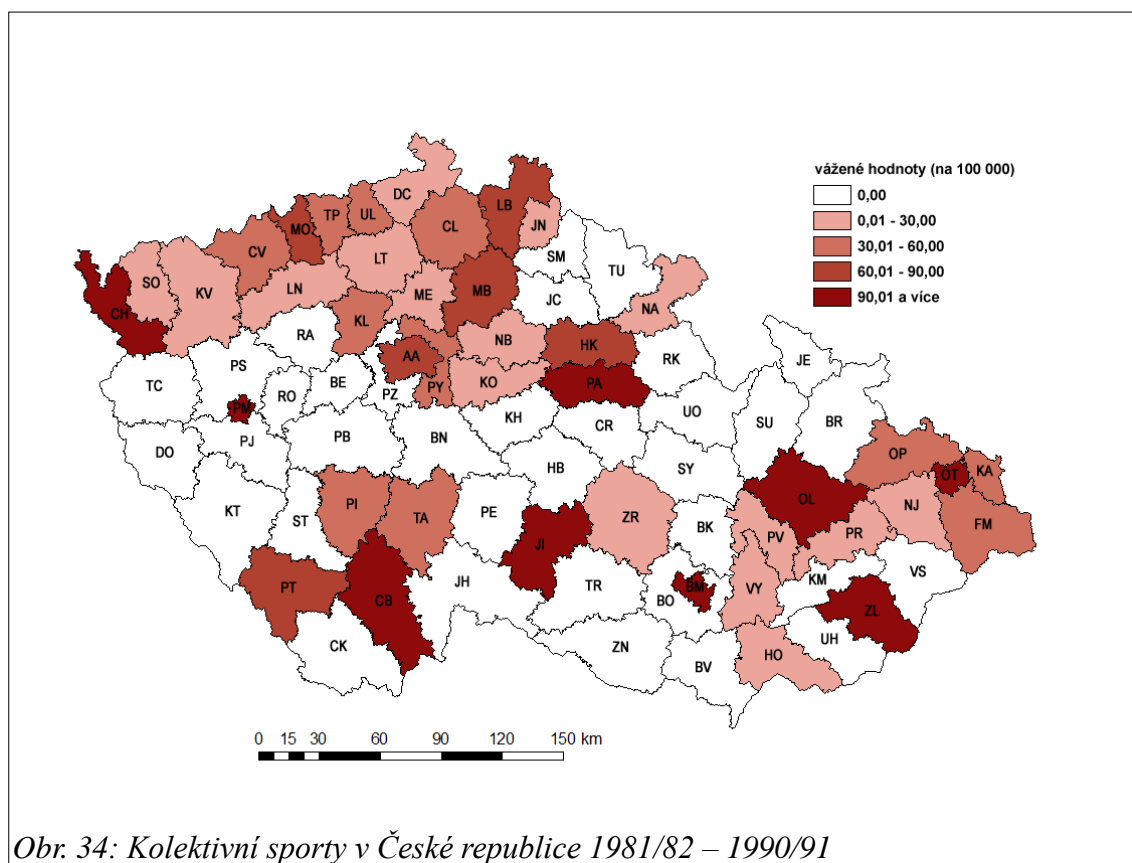 vážené hodnoty (na 100 000)
0,00
0,01 - 30,00
30,01 - 60,00
60,01 - 90,00
90,01 a více
DC
LB
TP
UL
MO
CL
JN
CV
LT
SM
TU
SO
KV
LN
ME
MB
JC
NA
CH
KL
RA
NB
HK
AA
RK
JE
TC
PS
RO
BE
PZ
PY
KO
PA
PM
KH
UO
SU
BR
DO
PJ
PB
BN
CR
OP
HB
SY
OT
KA
KT
ST
PI
TA
PE
ZR
OL
NJ
FM
JI
BK
PV
PR
PT
CB
JH
TR
BO
BM
VY
KM
VS
ZL
CK
ZN
BV
HO
UH
0 15 30 60 90 120 150 km
Obr. 34: Kolektivní sporty v České republice 1981/82 – 1990/91